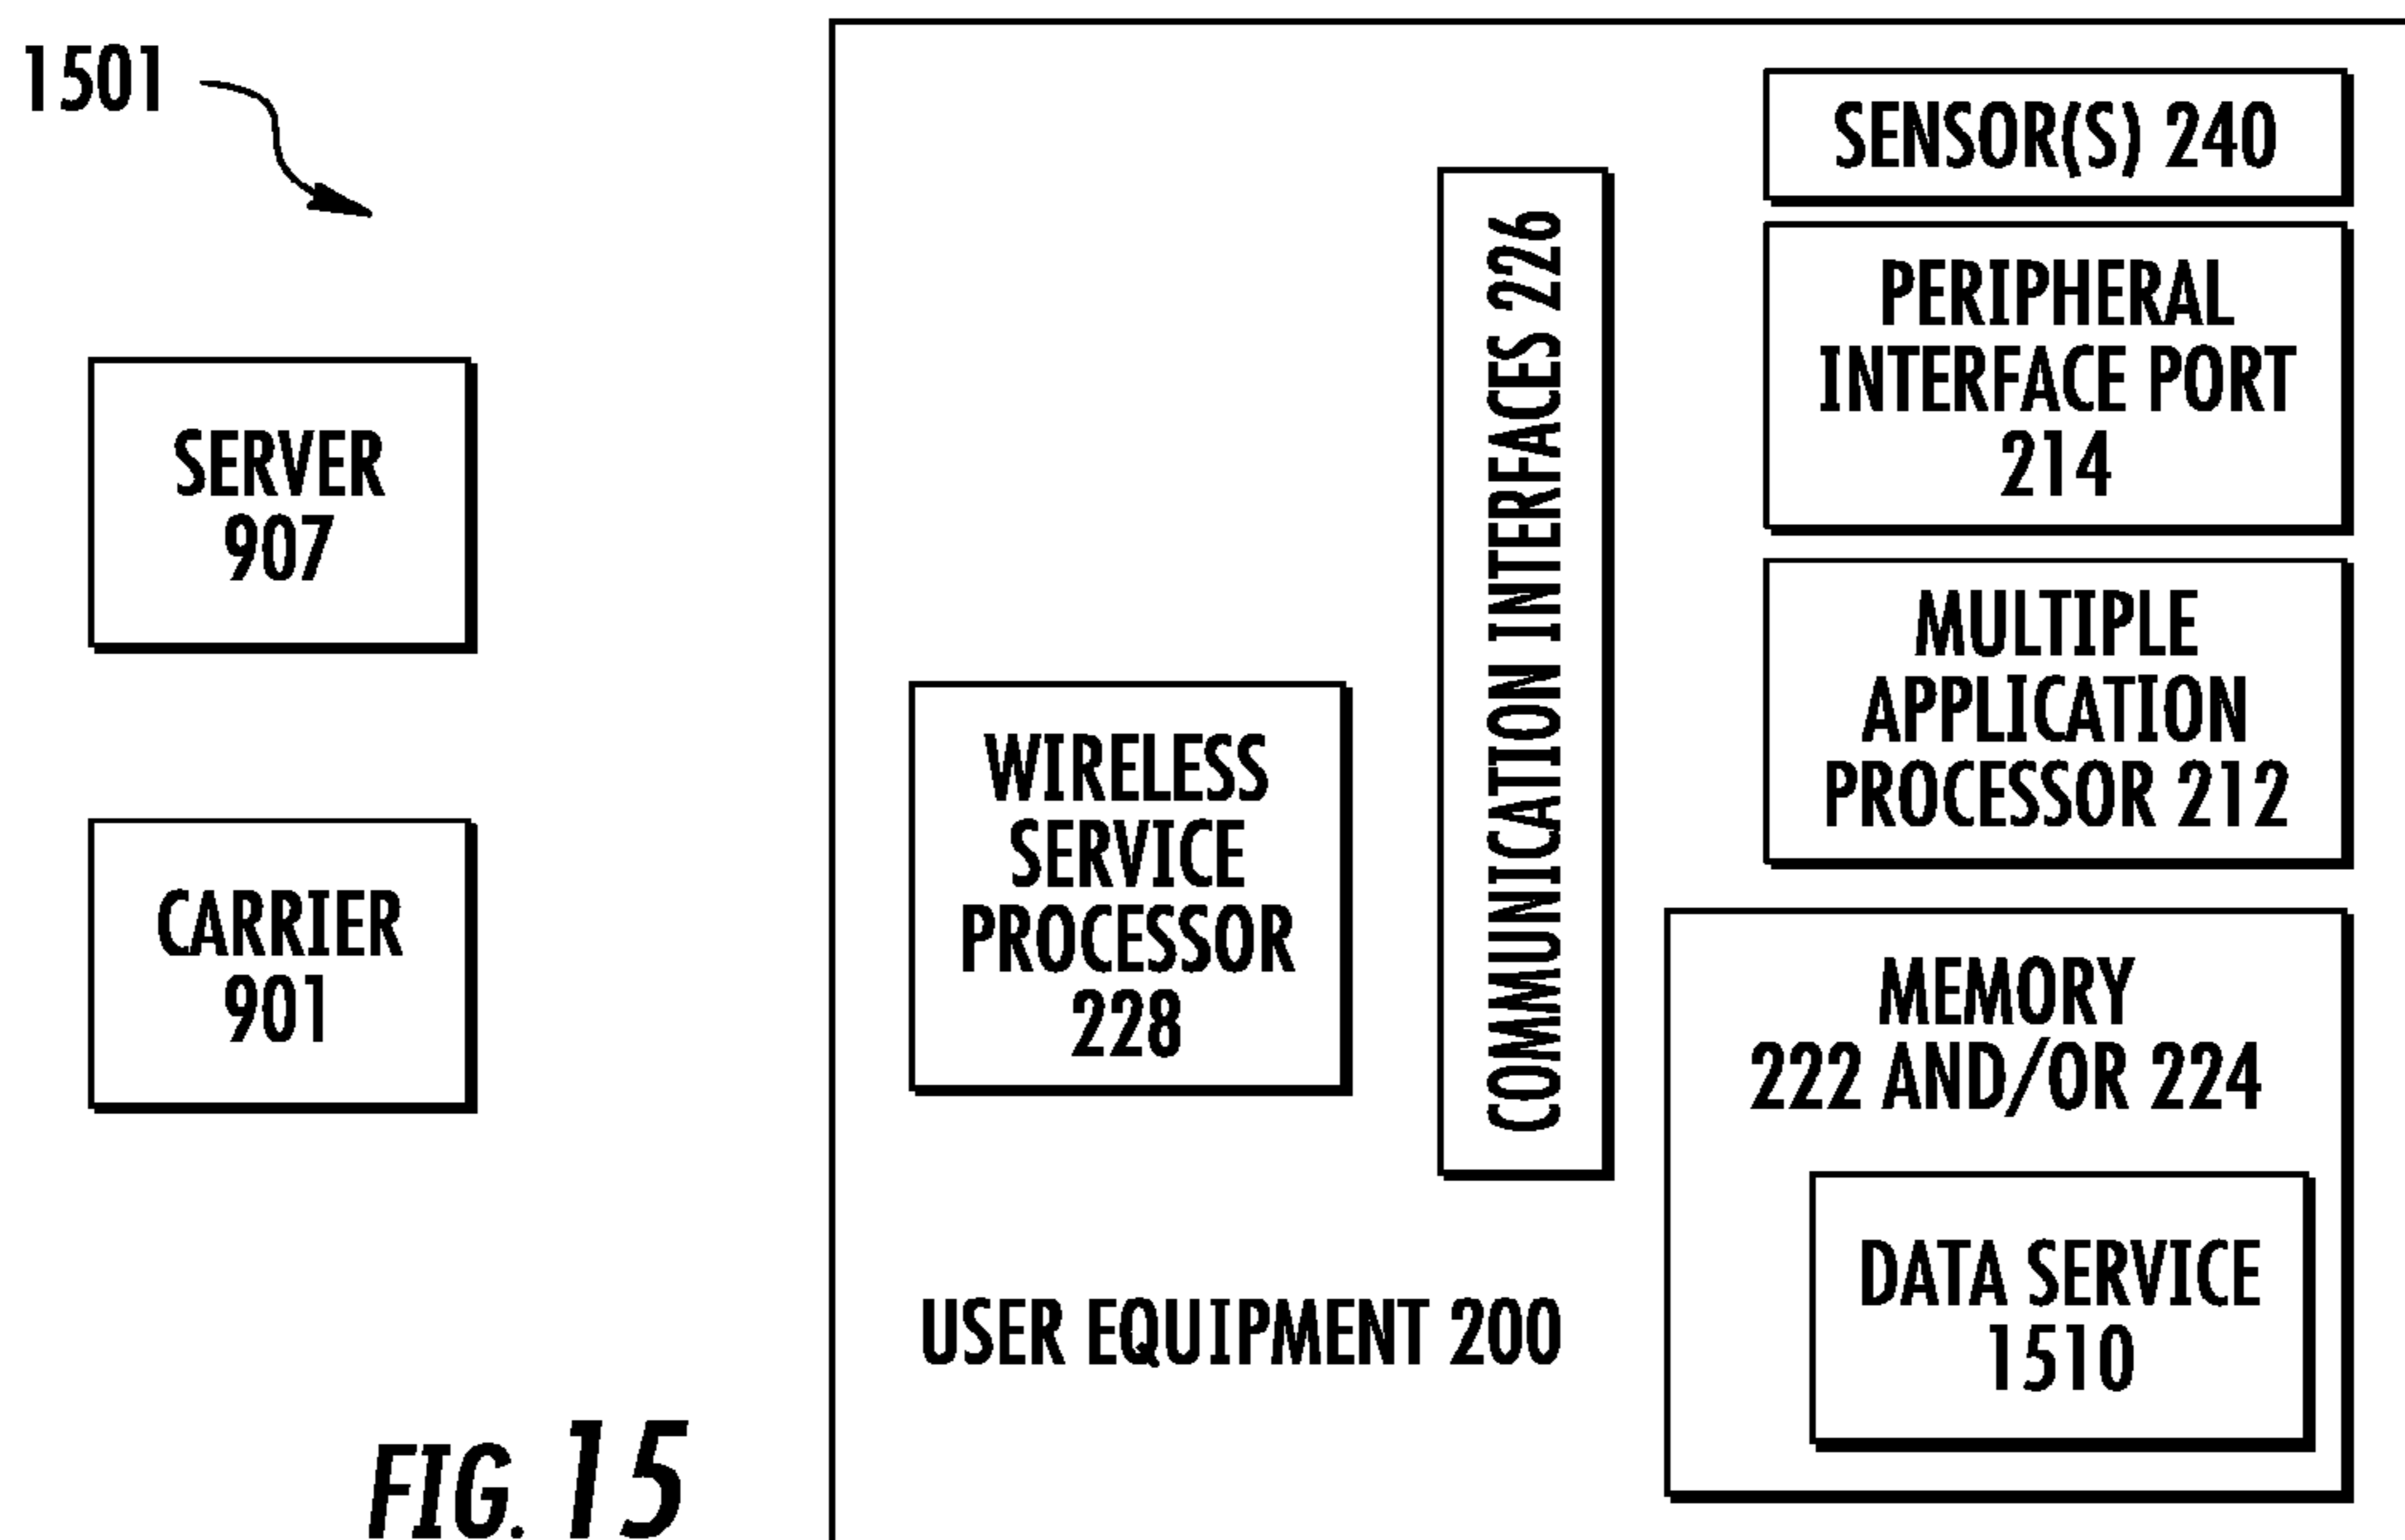 1501
SERVER
907
CARRIER
901
WIRELESS
SERVICE
PROCESSOR
228
COMMUNICATION INTERFACES 226
SENSOR(S) 240
PERIPHERAL
INTERFACE PORT
214
MULTIPLE
APPLICATION
PROCESSOR 212
MEMORY
222 AND/OR 224
DATA SERVICE
1510
USER EQUIPMENT 200
FIG. 15